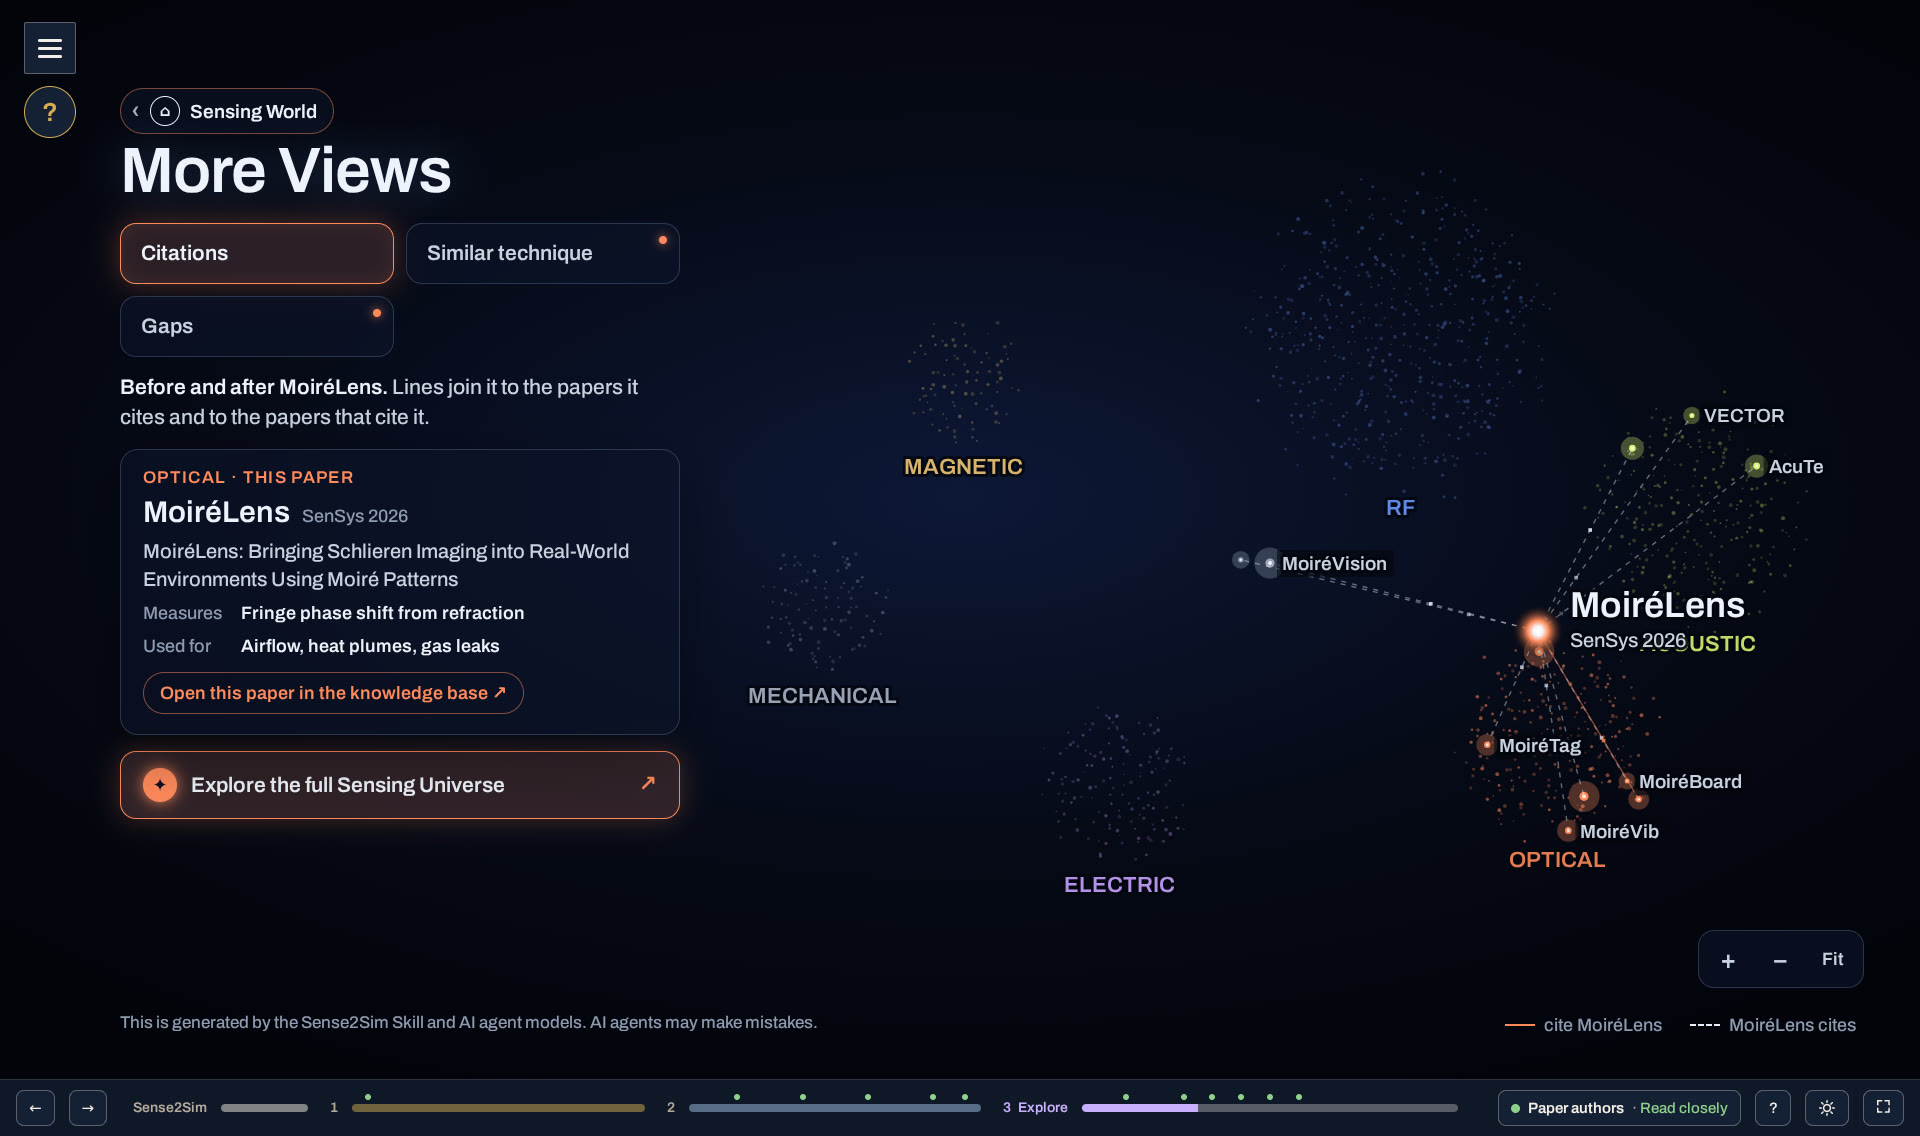 ?
‹ Sensing World
More Views
Citations
Similar technique
Gaps
Before and after MoiréLens. Lines join it to the papers it
cites and to the papers that cite it.
OPTICAL · THIS PAPER
MoiréLens SenSys 2026
MoiréLens: Bringing Schlieren Imaging into Real-World
Environments Using Moiré Patterns
Measures Fringe phase shift from refraction
Used for Airflow, heat plumes, gas leaks
Open this paper in the knowledge base ↗
Explore the full Sensing Universe ↗
This is generated by the Sense2Sim Skill and AI agent models. AI agents may make mistakes.
MAGNETIC
RF
VECTOR
AcuTe
MoiréVision
MoiréLens
SenSys 2026
USTIC
MECHANICAL
MoiréTag
MoiréBoard
MoiréVib
OPTICAL
ELECTRIC
+ − Fit
cite MoiréLens MoiréLens cites
← → Sense2Sim 1 2 3 Explore Paper authors · Read closely ?